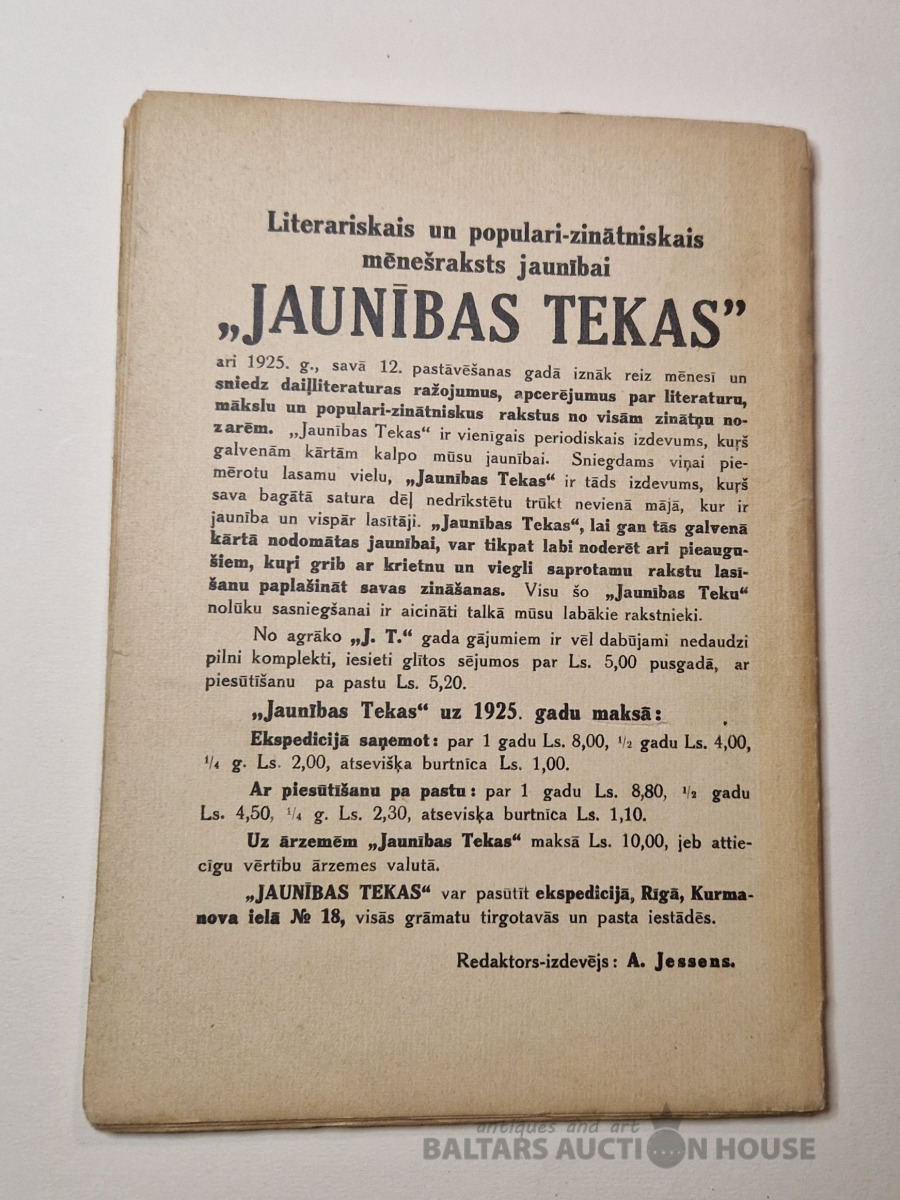 Literariskais un populari-zinātniskais
mēnešraksts jaunībai
„JAUNĪBAS TEKAS”
ari 1925. g., savā 12. pastāvēšanas gadā iznāk reiz mēnesī un
sniedz daiļliteraturas ražojumus, apcerējumus par literaturu,
mākslu un populari-zinātniskus rakstus no visām zinātņu no-
zarēm. „Jaunības Tekas“ ir vienīgais periodiskais izdevums, kuŗš
galvenām kārtām kalpo mūsu jaunībai. Sniegdams viņai pie-
mērotu lasamu vielu, „Jaunības Tekas“ ir tāds izdevums, kuŗš
sava bagātā satura dēļ nedrīkstētu trūkt nevienā mājā, kur ir
jaunība un vispār lasītāji. „Jaunības Tekas“, lai gan tās galvenā
kārtā nodomātas jaunībai, var tikpat labi noderēt ari pieaugu-
šiem, kuŗi grib ar krietnu un viegli saprotamu rakstu lasī-
šanu paplašināt savas zināšanas. Visu šo „Jaunības Teku“
nolūku sasniegšanai ir aicināti talkā mūsu labākie rakstnieki.
No agrāko „J. T.“ gada gājumiem ir vēl dabūjami nedaudzi
pilni komplekti, iesieti glītos sējumos par Ls. 5,00 pusgadā, ar
piesūtīšanu pa pastu Ls. 5,20.
„Jaunības Tekas“ uz 1925. gadu maksā:
Ekspedicijā saņemot: par 1 gadu Ls. 8,00, ½ gadu Ls. 4,00,
¼ g. Ls. 2,00, atsevišķa burtnīca Ls. 1,00.
Ar piesūtīšanu pa pastu: par 1 gadu Ls. 8,80, ½ gadu
Ls. 4,50, ¼ g. Ls. 2,30, atsevisķa burtnīca Ls. 1,10.
Uz ārzemēm „Jaunības Tekas“ maksā Ls. 10,00, jeb attie-
cīgu vērtību ārzemes valutā.
„JAUNĪBAS TEKAS“ var pasūtīt ekspedicijā, Rīgā, Kurma-
nova ielā № 18, visās grāmatu tirgotavās un pasta iestādēs.
Redaktors-izdevējs: A. Jessens.
antiques and art
BALTARS AUCTION HOUSE